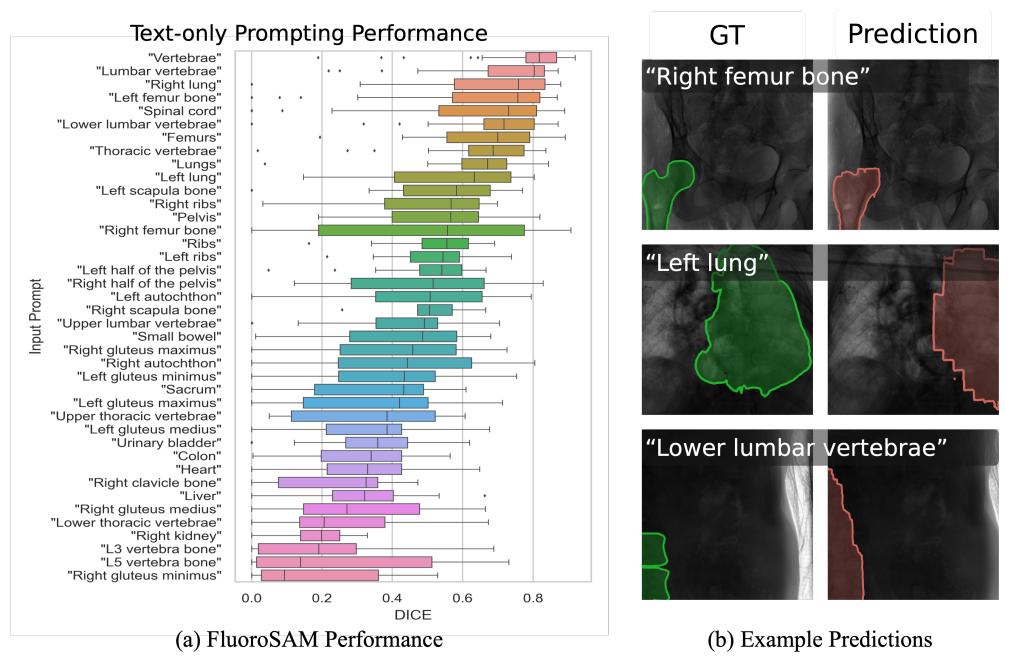 Text-only Prompting Performance
"Vertebrae"
"Lumbar vertebrae"
"Right lung"
"Left femur bone"
"Spinal cord"
"Lower lumbar vertebrae"
"Femurs"
"Thoracic vertebrae"
"Lungs"
"Left lung"
"Left scapula bone"
"Right ribs"
"Pelvis"
"Right femur bone"
"Ribs"
"Left ribs"
"Left half of the pelvis"
"Right half of the pelvis"
"Left autochthon"
"Right scapula bone"
"Upper lumbar vertebrae"
"Small bowel"
"Right gluteus maximus"
"Right autochthon"
"Left gluteus minimus"
"Sacrum"
"Left gluteus maximus"
"Upper thoracic vertebrae"
"Left gluteus medius"
"Urinary bladder"
"Colon"
"Heart"
"Right clavicle bone"
"Liver"
"Right gluteus medius"
"Lower thoracic vertebrae"
"Right kidney"
"L3 vertebra bone"
"L5 vertebra bone"
"Right gluteus minimus"
Input Prompt
0.0 0.2 0.4 0.6 0.8
DICE
(a) FluoroSAM Performance
GT Prediction
“Right femur bone”
“Left lung”
“Lower lumbar vertebrae”
(b) Example Predictions